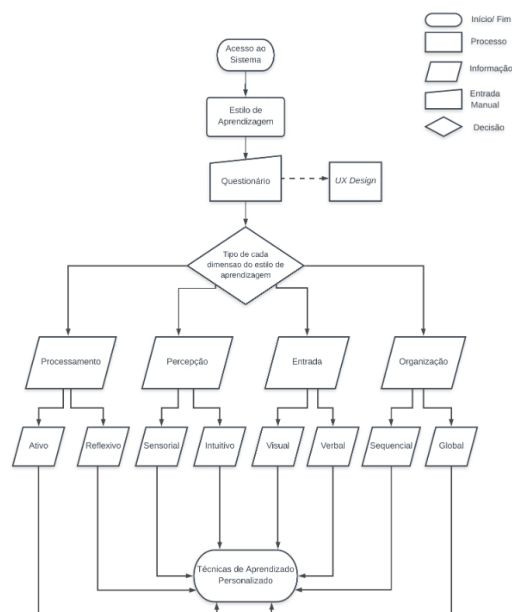 Início/ Fim
Processo
Informação
Entrada
Manual
Decisão
Acesso ao
Sistema
Estilo de
Aprendizagem
Questionário
UX Design
Tipo de cada
dimensao do estilo de
aprendizagem
Processamento
Percepção
Entrada
Organização
Ativo
Reflexivo
Sensorial
Intuitivo
Visual
Verbal
Sequencial
Global
Técnicas de Aprendizado
Personalizado